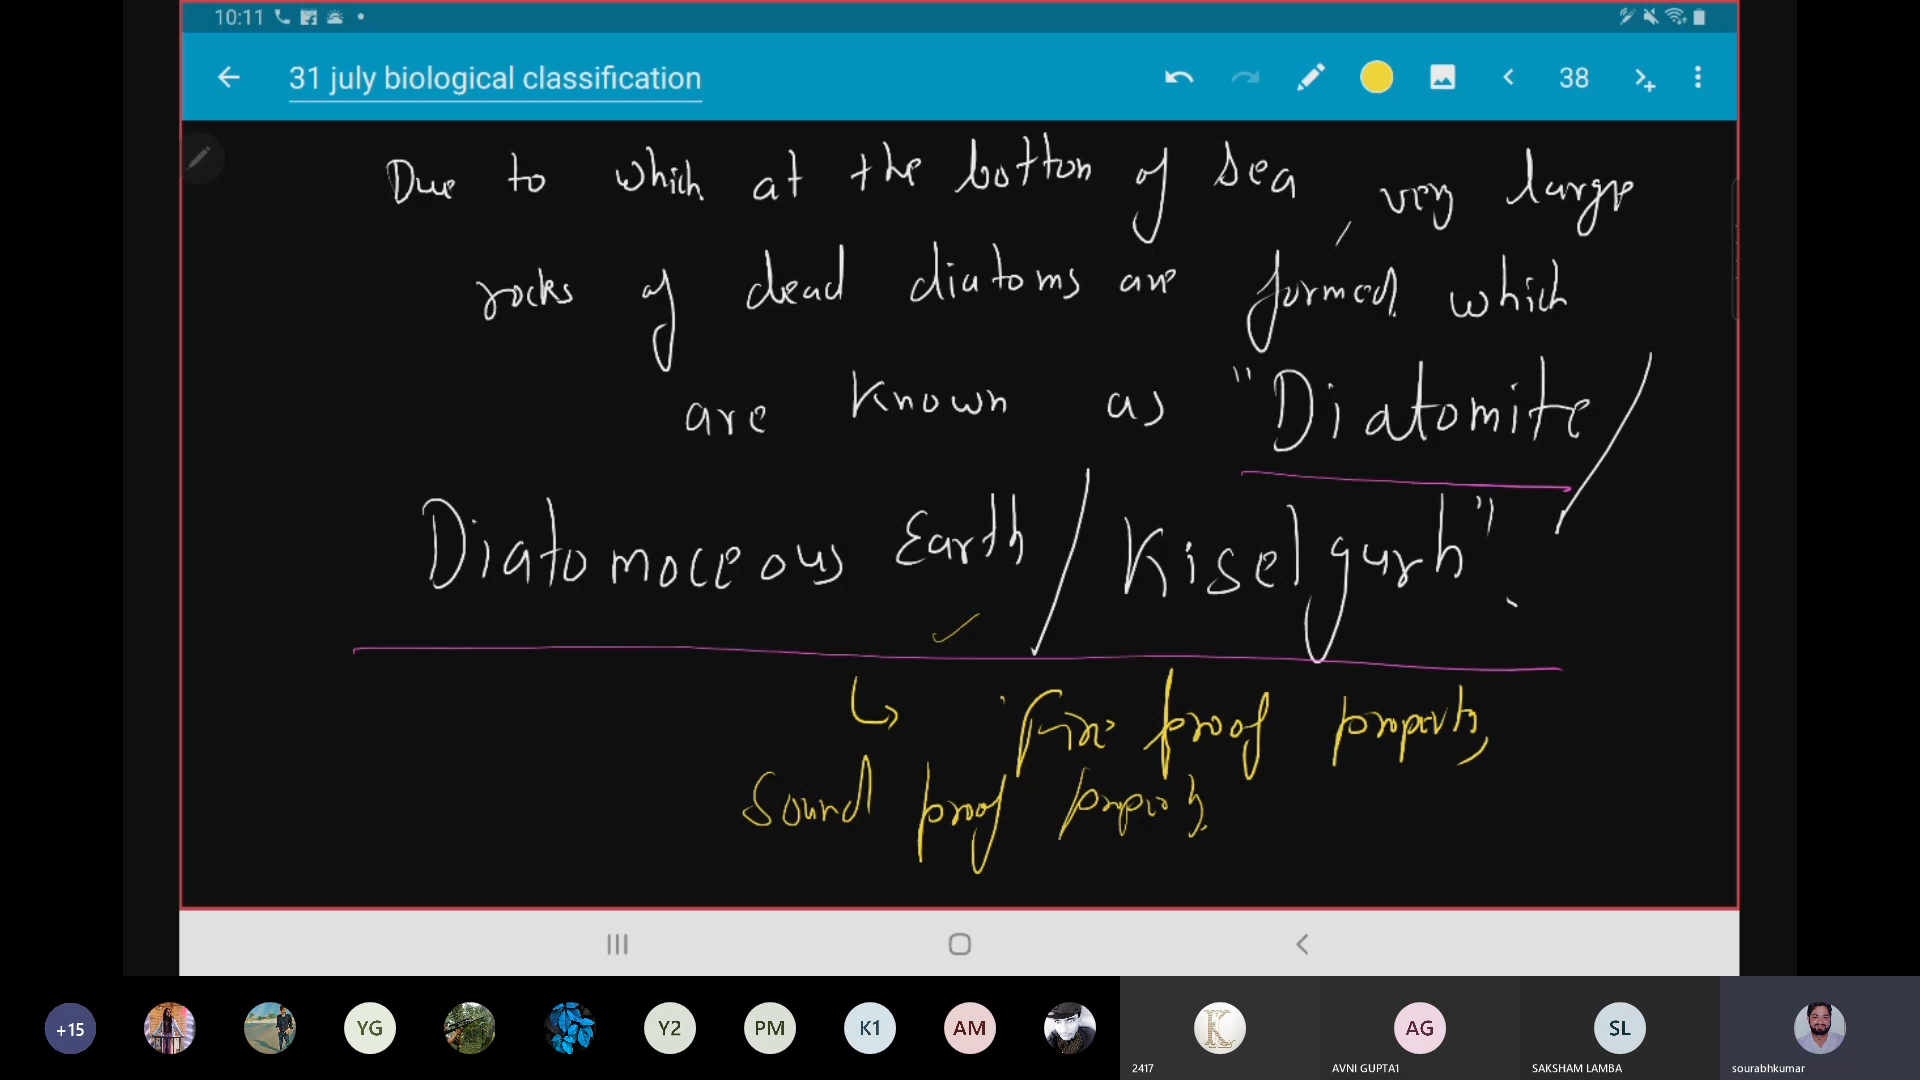 10:11
31 july biological classification
38
Due to which at the bottom of sea, very large
rocks of dead diatoms are formed which
are known as "Diatomite/
Diatomoceous Earth/Kiselgurh".
Fire proof property,
Sound proof property.
+15
YG
Y2
PM
K1
AM
K
AG
SL
2417
AVNI GUPTA1
SAKSHAM LAMBA
sourabhkumar